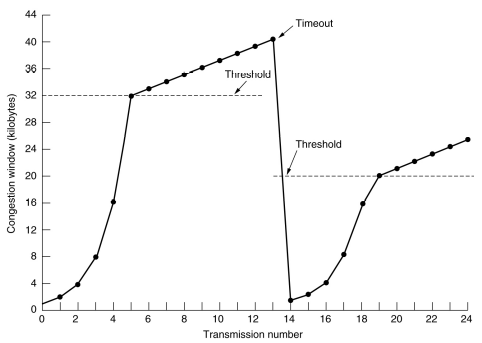 44
40
36
32
28
24
20
16
12
8
4
0
Congestion window (kilobytes)
Timeout
Threshold
Threshold
0 2 4 6 8 10 12 14 16 18 20 22 24
Transmission number